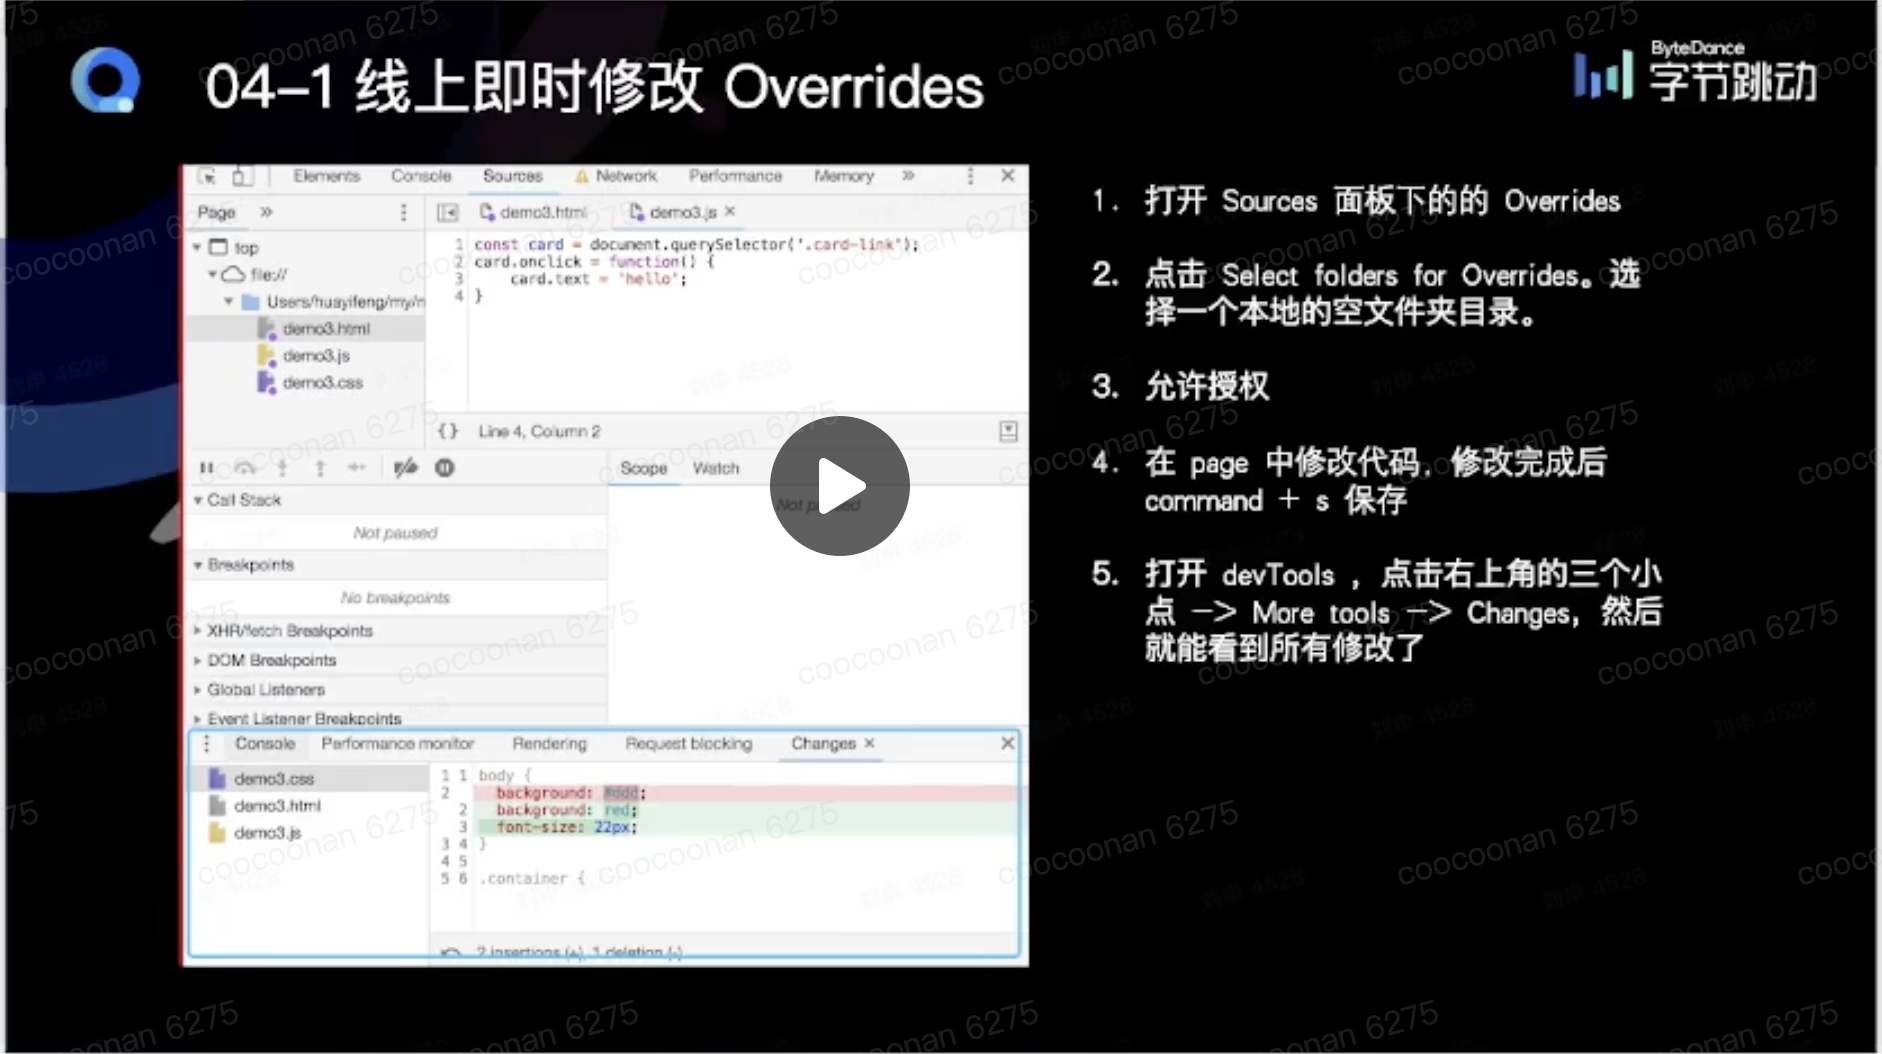 04-1 线上即时修改 Overrides
ByteDance
字节跳动
Elements Console Sources Network Performance Memory »
Page »
demo3.html demo3.js ×
top
file://
Users/huayifeng/my/n
demo3.html
demo3.js
demo3.css
1 const card = document.querySelector('.card-link');
2 card.onclick = function() {
3 card.text = 'hello';
4 }
{} Line 4, Column 2
Scope Watch
Call Stack
Not paused
Not paused
Breakpoints
No breakpoints
XHR/fetch Breakpoints
DOM Breakpoints
Global Listeners
Event Listener Breakpoints
Console Performance monitor Rendering Request blocking Changes ×
demo3.css
demo3.html
demo3.js
1 1 body {
2 background: #ddd;
2 background: red;
3 font-size: 22px;
3 4 }
4 5
5 6 .container {
2 insertions (+), 1 deletion (-)
1. 打开 Sources 面板下的的 Overrides
2. 点击 Select folders for Overrides。选
择一个本地的空文件夹目录。
3. 允许授权
4. 在 page 中修改代码，修改完成后
command + s 保存
5. 打开 devTools ，点击右上角的三个小
点 -> More tools -> Changes，然后
就能看到所有修改了
coocoonan 6275
刘申 4528